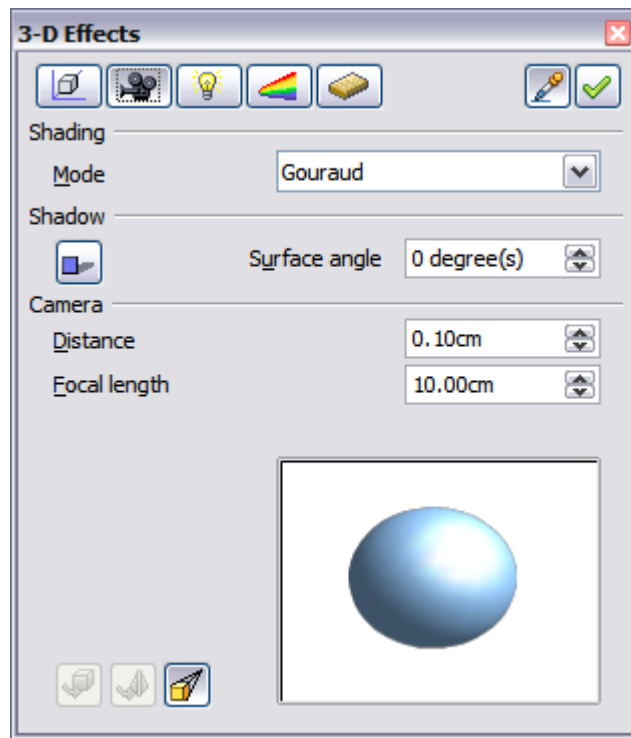 3-D Effects
Shading
Mode Gouraud
Shadow
Surface angle 0 degree(s)
Camera
Distance 0.10cm
Focal length 10.00cm